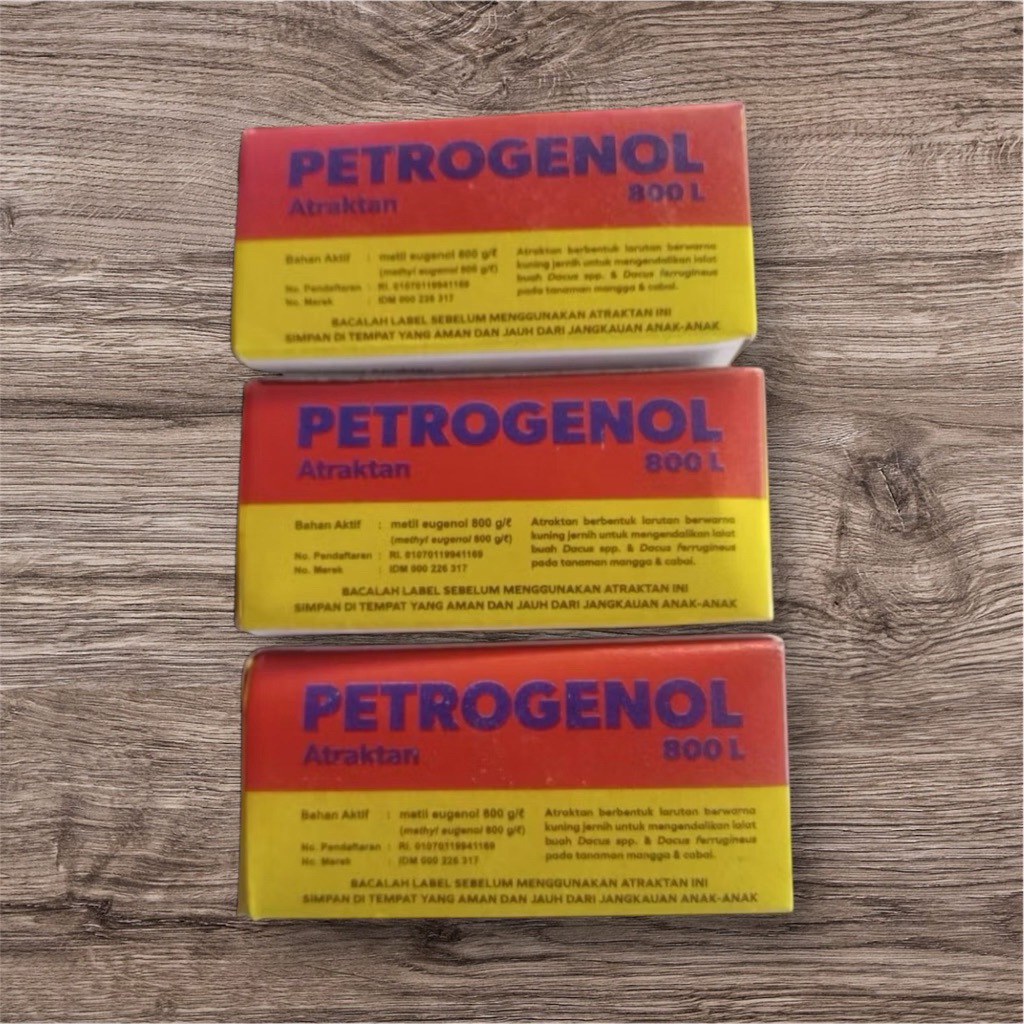 PETROGENOL
Atraktan 800 L
Bahan Aktif : metil eugenol 800 g/ℓ
(methyl eugenol 800 g/ℓ)
No. Pendaftaran : RI. 01070119941169
No. Merek : IDM 000 226 317
Atraktan berbentuk larutan berwarna
kuning jernih untuk mengendalikan lalat
buah Dacus spp. & Dacus ferrugineus
pada tanaman mangga & cabai.
BACALAH LABEL SEBELUM MENGGUNAKAN ATRAKTAN INI
SIMPAN DI TEMPAT YANG AMAN DAN JAUH DARI JANGKAUAN ANAK-ANAK
PETROGENOL
Atraktan 800 L
Bahan Aktif : metil eugenol 800 g/ℓ
(methyl eugenol 800 g/ℓ)
No. Pendaftaran : RI. 01070119941169
No. Merek : IDM 000 226 317
Atraktan berbentuk larutan berwarna
kuning jernih untuk mengendalikan lalat
buah Dacus spp. & Dacus ferrugineus
pada tanaman mangga & cabai.
BACALAH LABEL SEBELUM MENGGUNAKAN ATRAKTAN INI
SIMPAN DI TEMPAT YANG AMAN DAN JAUH DARI JANGKAUAN ANAK-ANAK
PETROGENOL
Atraktan 800 L
Bahan Aktif : metil eugenol 800 g/ℓ
(methyl eugenol 800 g/ℓ)
No. Pendaftaran : RI. 01070119941169
No. Merek : IDM 000 226 317
Atraktan berbentuk larutan berwarna
kuning jernih untuk mengendalikan lalat
buah Dacus spp. & Dacus ferrugineus
pada tanaman mangga & cabai.
BACALAH LABEL SEBELUM MENGGUNAKAN ATRAKTAN INI
SIMPAN DI TEMPAT YANG AMAN DAN JAUH DARI JANGKAUAN ANAK-ANAK